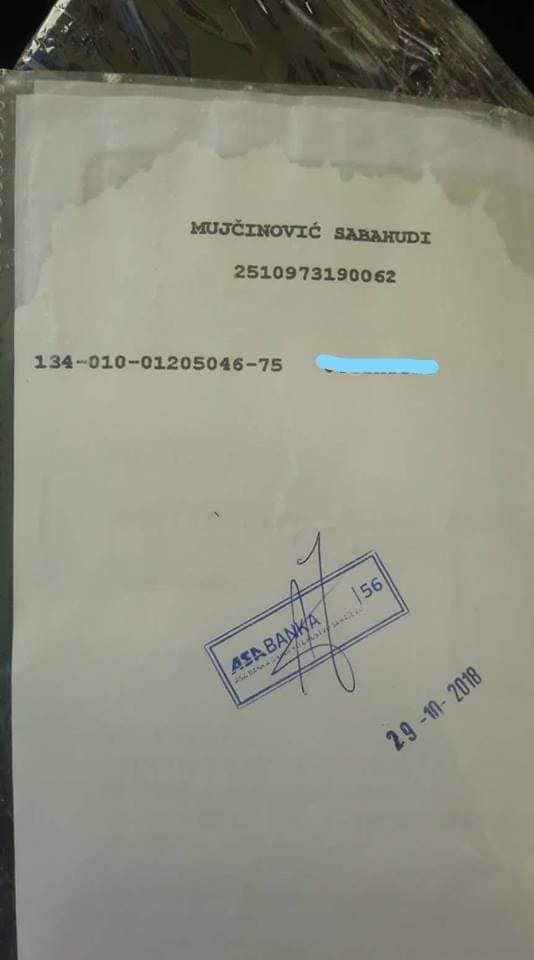 MUJČINOVIĆ SABAHUDI
2510973190062
134-010-01205046-75
ASA BANKA 56
29-10-2018